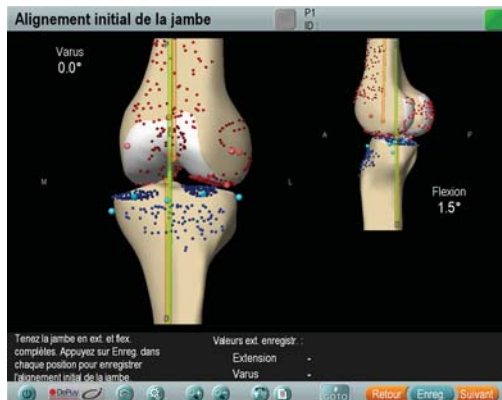 Alignement initial de la jambe
P1
ID :
Varus
0.0°
A
P
M
L
Flexion
1.5°
D
D
Tenez la jambe en ext. et flex.
complètes. Appuyez sur Enreg. dans
chaque position pour enregistrer
l'alignement initial de la jambe.
Valeurs ext. enregistr. :
Extension -
Varus -
DePuy
GOTO
Retour
Enreg.
Suivant